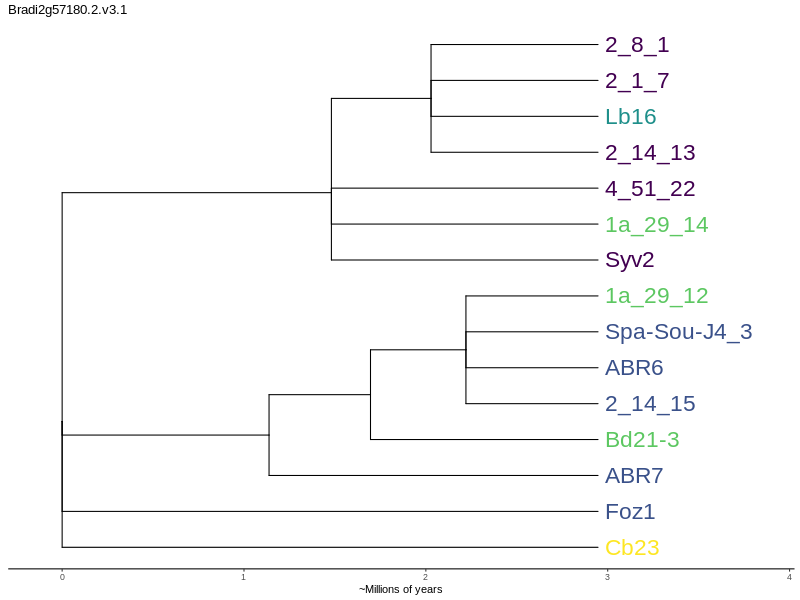 Bradi2g57180.2.v3.1
2_8_1
2_1_7
Lb16
2_14_13
4_51_22
1a_29_14
Syv2
1a_29_12
Spa-Sou-J4_3
ABR6
2_14_15
Bd21-3
ABR7
Foz1
Cb23
0 1 2 3 4
~Millions of years